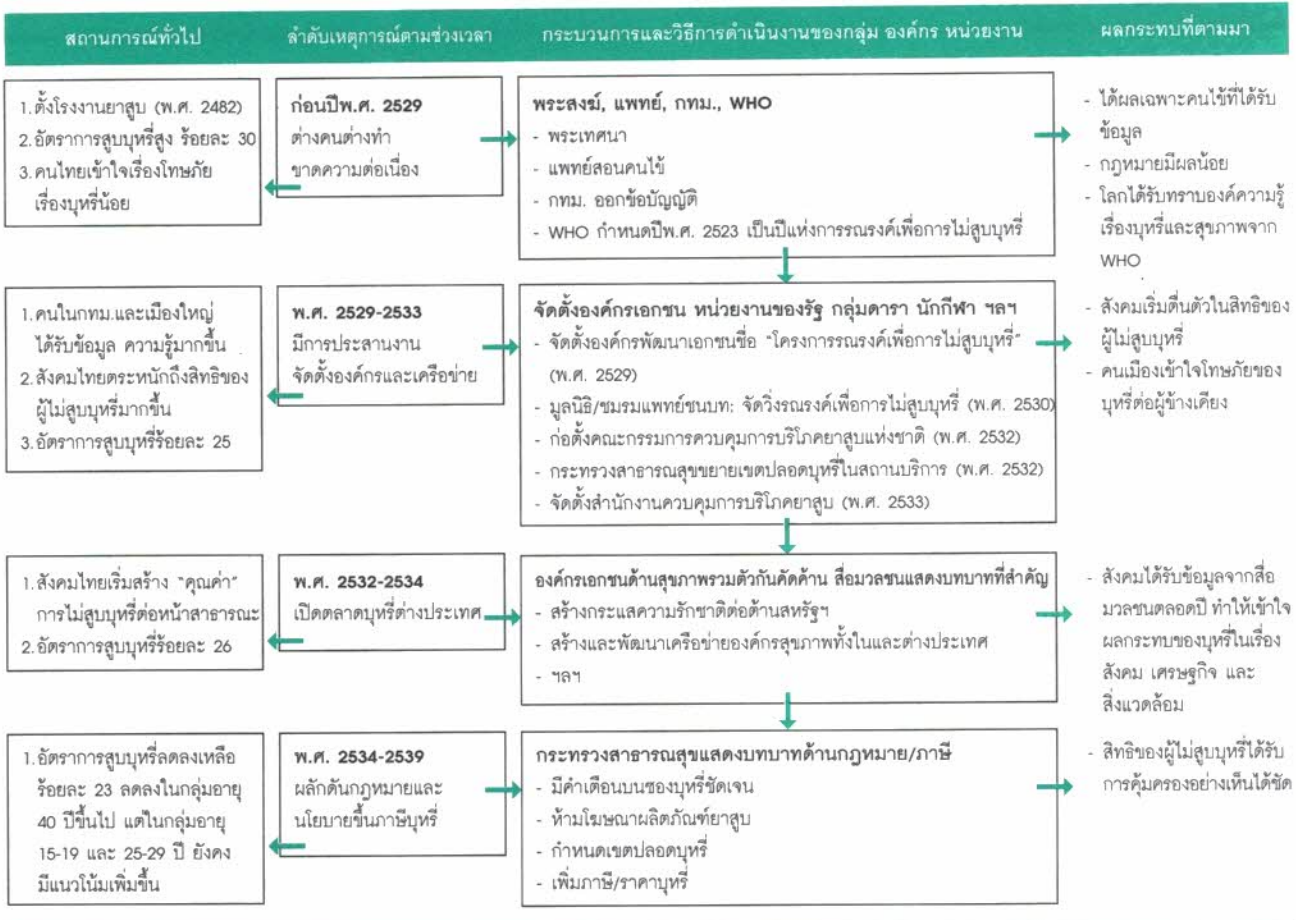 สถานการณ์ทั่วไป
ลำดับเหตุการณ์ตามช่วงเวลา
กระบวนการและวิธีการดำเนินงานของกลุ่ม องค์กร หน่วยงาน
ผลกระทบที่ตามมา
1. ตั้งโรงงานยาสูบ (พ.ศ. 2482)
2. อัตราการสูบบุหรี่สูง ร้อยละ 30
3. คนไทยเข้าใจเรื่องโทษภัย
เรื่องบุหรี่น้อย
ก่อนปีพ.ศ. 2529
ต่างคนต่างทำ
ขาดความต่อเนื่อง
พระสงฆ์, แพทย์, กทม., WHO
- พระเทศนา
- แพทย์สอนคนไข้
- กทม. ออกข้อบัญญัติ
- WHO กำหนดปีพ.ศ. 2523 เป็นปีแห่งการรณรงค์เพื่อการไม่สูบบุหรี่
- ได้ผลเฉพาะคนไข้ที่ได้รับ
ข้อมูล
- กฎหมายมีผลน้อย
- โลกได้รับทราบองค์ความรู้
เรื่องบุหรี่และสุขภาพจาก
WHO
1. คนในกทม.และเมืองใหญ่
ได้รับข้อมูล ความรู้มากขึ้น
2. สังคมไทยตระหนักถึงสิทธิของ
ผู้ไม่สูบบุหรี่มากขึ้น
3. อัตราการสูบบุหรี่ร้อยละ 25
พ.ศ. 2529-2533
มีการประสานงาน
จัดตั้งองค์กรและเครือข่าย
จัดตั้งองค์กรเอกชน หน่วยงานของรัฐ กลุ่มดารา นักกีฬา ฯลฯ
- จัดตั้งองค์กรพัฒนาเอกชนชื่อ "โครงการรณรงค์เพื่อการไม่สูบบุหรี่"
(พ.ศ. 2529)
- มูลนิธิ/ชมรมแพทย์ชนบท: จัดวิ่งรณรงค์เพื่อการไม่สูบบุหรี่ (พ.ศ. 2530)
- ก่อตั้งคณะกรรมการควบคุมการบริโภคยาสูบแห่งชาติ (พ.ศ. 2532)
- กระทรวงสาธารณสุขขยายเขตปลอดบุหรี่ในสถานบริการ (พ.ศ. 2532)
- จัดตั้งสำนักงานควบคุมการบริโภคยาสูบ (พ.ศ. 2533)
- สังคมเริ่มตื่นตัวในสิทธิของ
ผู้ไม่สูบบุหรี่
- คนเมืองเข้าใจโทษภัยของ
บุหรี่ต่อผู้ข้างเคียง
1. สังคมไทยเริ่มสร้าง "คุณค่า"
การไม่สูบบุหรี่ต่อหน้าสาธารณะ
2. อัตราการสูบบุหรี่ร้อยละ 26
พ.ศ. 2532-2534
เปิดตลาดบุหรี่ต่างประเทศ
องค์กรเอกชนด้านสุขภาพรวมตัวกันคัดค้าน สื่อมวลชนแสดงบทบาทที่สำคัญ
- สร้างกระแสความรักชาติต่อต้านสหรัฐฯ
- สร้างและพัฒนาเครือข่ายองค์กรสุขภาพทั้งในและต่างประเทศ
- ฯลฯ
- สังคมได้รับข้อมูลจากสื่อ
มวลชนตลอดปี ทำให้เข้าใจ
ผลกระทบของบุหรี่ในเรื่อง
สังคม เศรษฐกิจ และ
สิ่งแวดล้อม
1. อัตราการสูบบุหรี่ลดลงเหลือ
ร้อยละ 23 ลดลงในกลุ่มอายุ
40 ปีขึ้นไป แต่ในกลุ่มอายุ
15-19 และ 25-29 ปี ยังคง
มีแนวโน้มเพิ่มขึ้น
พ.ศ. 2534-2539
ผลักดันกฎหมายและ
นโยบายขึ้นภาษีบุหรี่
กระทรวงสาธารณสุขแสดงบทบาทด้านกฎหมาย/ภาษี
- มีคำเตือนบนซองบุหรี่ชัดเจน
- ห้ามโฆษณาผลิตภัณฑ์ยาสูบ
- กำหนดเขตปลอดบุหรี่
- เพิ่มภาษี/ราคาบุหรี่
- สิทธิของผู้ไม่สูบบุหรี่ได้รับ
การคุ้มครองอย่างเห็นได้ชัด